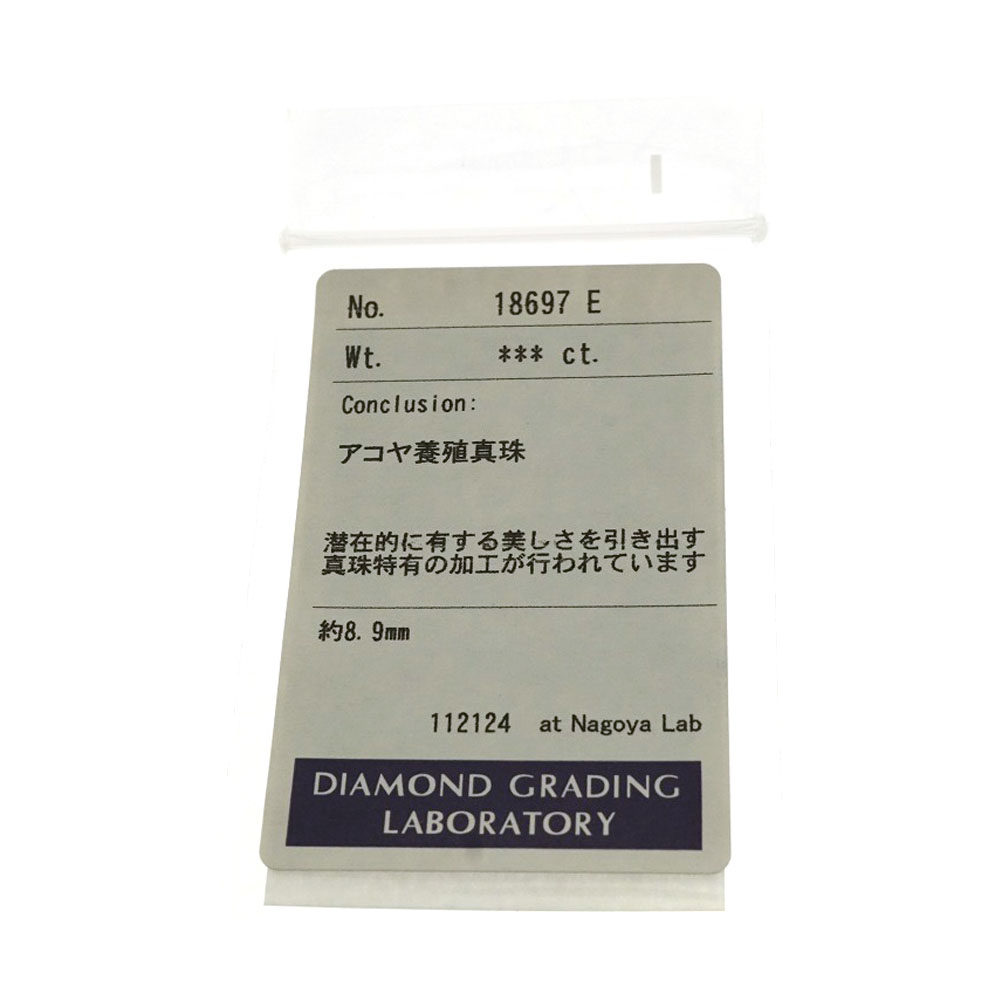 No. 18697 E
Wt. *** ct.
Conclusion:
アコヤ養殖真珠
潜在的に有する美しさを引き出す
真珠特有の加工が行われています
約8.9mm
112124 at Nagoya Lab
DIAMOND GRADING
LABORATORY